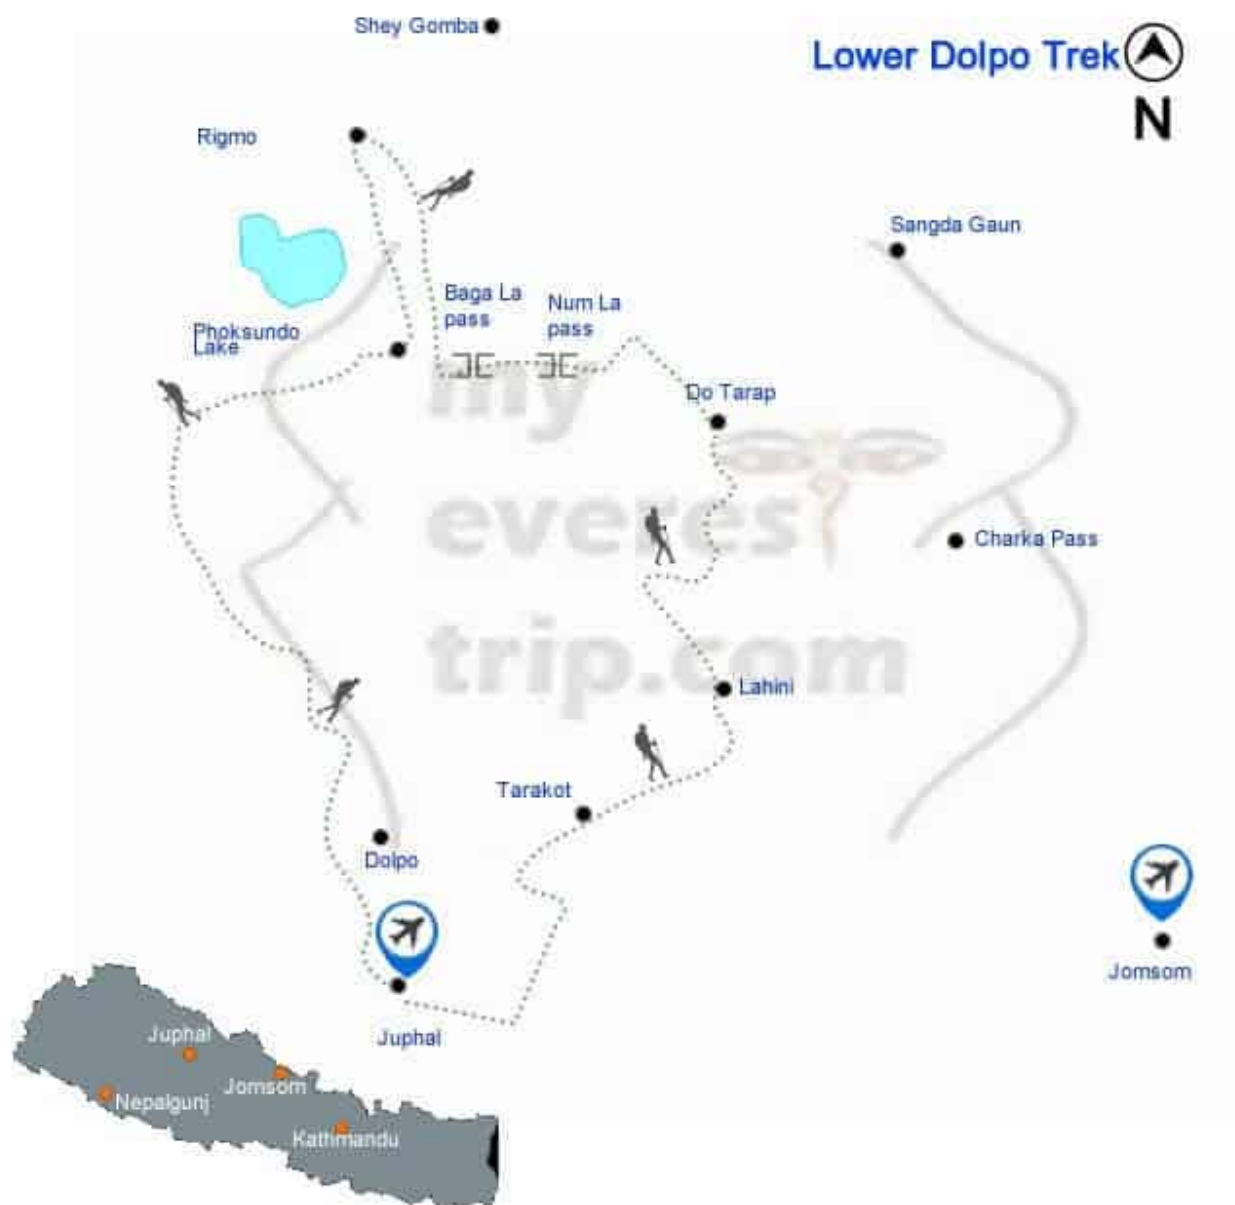 Shey Gomba
Lower Dolpo Trek
N
Rigmo
Sangda Gaun
Baga La
pass
Num La
pass
Phoksundo
Lake
Do Tarap
my
everest
trip.com
Charka Pass
Lahini
Tarakot
Dolpo
Jomsom
Juphal
Juphal
Jomsom
Nepalgunj
Kathmandu